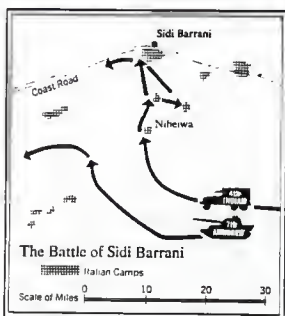 Sidi Barrani
Coast Road
Nibeiwa
4TH
INDIAN
7TH
ARMOURED
The Battle of Sidi Barrani
Italian Camps
Scale of Miles 0 10 20 30